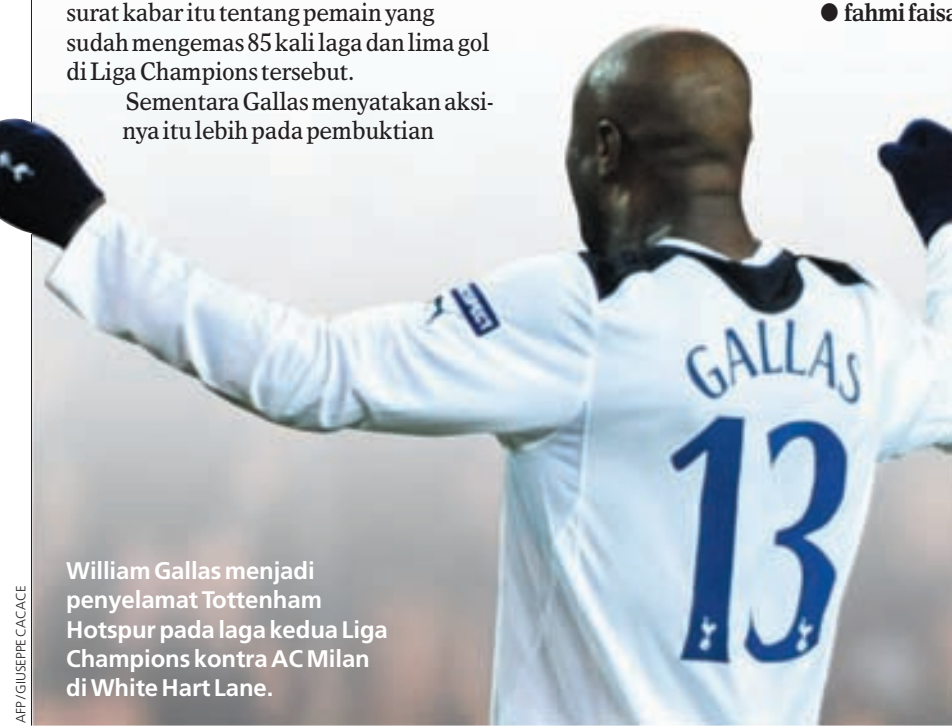 surat kabar itu tentang pemain yang
sudah mengemas 85 kali laga dan lima gol
di Liga Champions tersebut.
Sementara Gallas menyatakan aksi-
nya itu lebih pada pembuktian
● fahmi
GALLAS
13
William Gallas menjadi
penyelamat Tottenham
Hotspur pada laga kedua Liga
Champions kontra AC Milan
di White Hart Lane.
AFP/GIUSEPPE CACACE